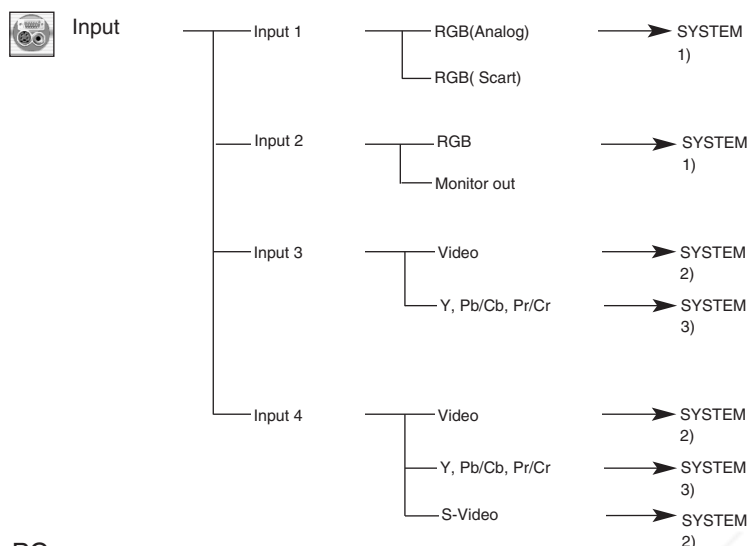 Input
Input 1
RGB(Analog)
SYSTEM
1)
RGB( Scart)
Input 2
RGB
SYSTEM
1)
Monitor out
Input 3
Video
SYSTEM
2)
Y, Pb/Cb, Pr/Cr
SYSTEM
3)
Input 4
Video
SYSTEM
2)
Y, Pb/Cb, Pr/Cr
SYSTEM
3)
S-Video
SYSTEM
2)